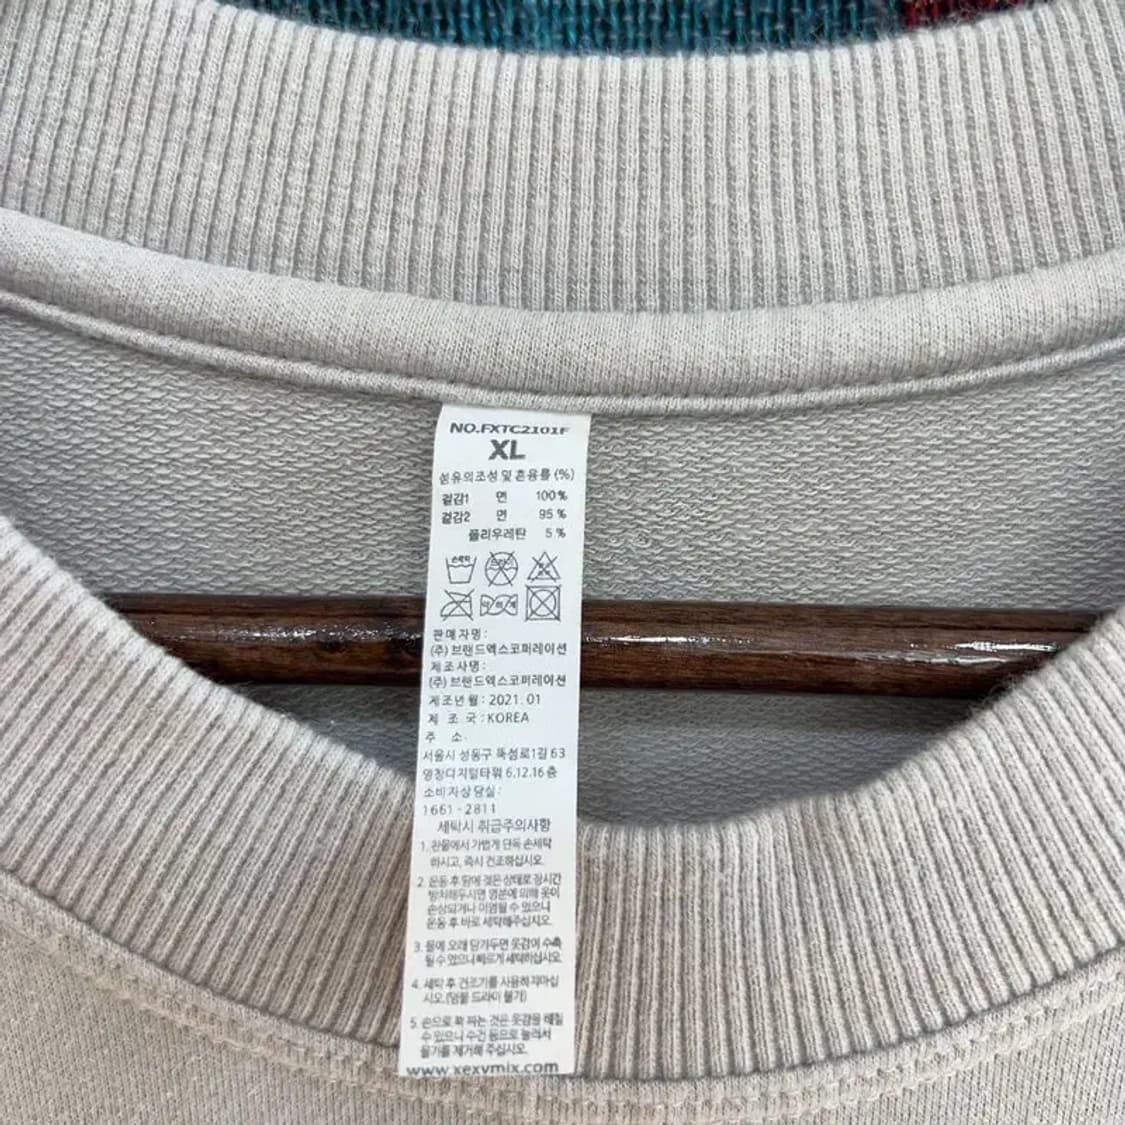 NO.FXTC2101F
XL
섬유의조성 및 혼용률 (%)
겉감1 면 100%
겉감2 면 95 %
폴리우레탄 5 %
손세탁
드라이
약하게
판매자명 :
(주) 브랜드엑스코퍼레이션
제조사명 :
(주) 브랜드엑스코퍼레이션
제조년월 : 2021. 01
제 조 국 : KOREA
주 소.
서울시 성동구 뚝섬로1길 63
영창디지털타워 6,12,16층
소비자상담실 :
1661 - 2811
세탁시 취급주의사항
1. 찬물에서 가볍게 단독 손세탁
하시고, 즉시 건조하십시오.
2. 운동 후 땀에 젖은 상태로 장시간
방치해두시면 염분에 의해 옷이
손상되거나 이염될 수 있으니
운동 후 바로 세탁해주십시오.
3. 물에 오래 담가두면 옷감이 수축
될 수 있으니 빠르게 세탁하십시오.
4. 세탁 후 건조기를 사용하지마십
시오.(텀블 드라이 불가)
5. 손으로 꽉 짜는 것은 옷감을 해칠
수 있으니 수건 등으로 눌러서
물기를 제거해 주십시오.
www.xexymix.com